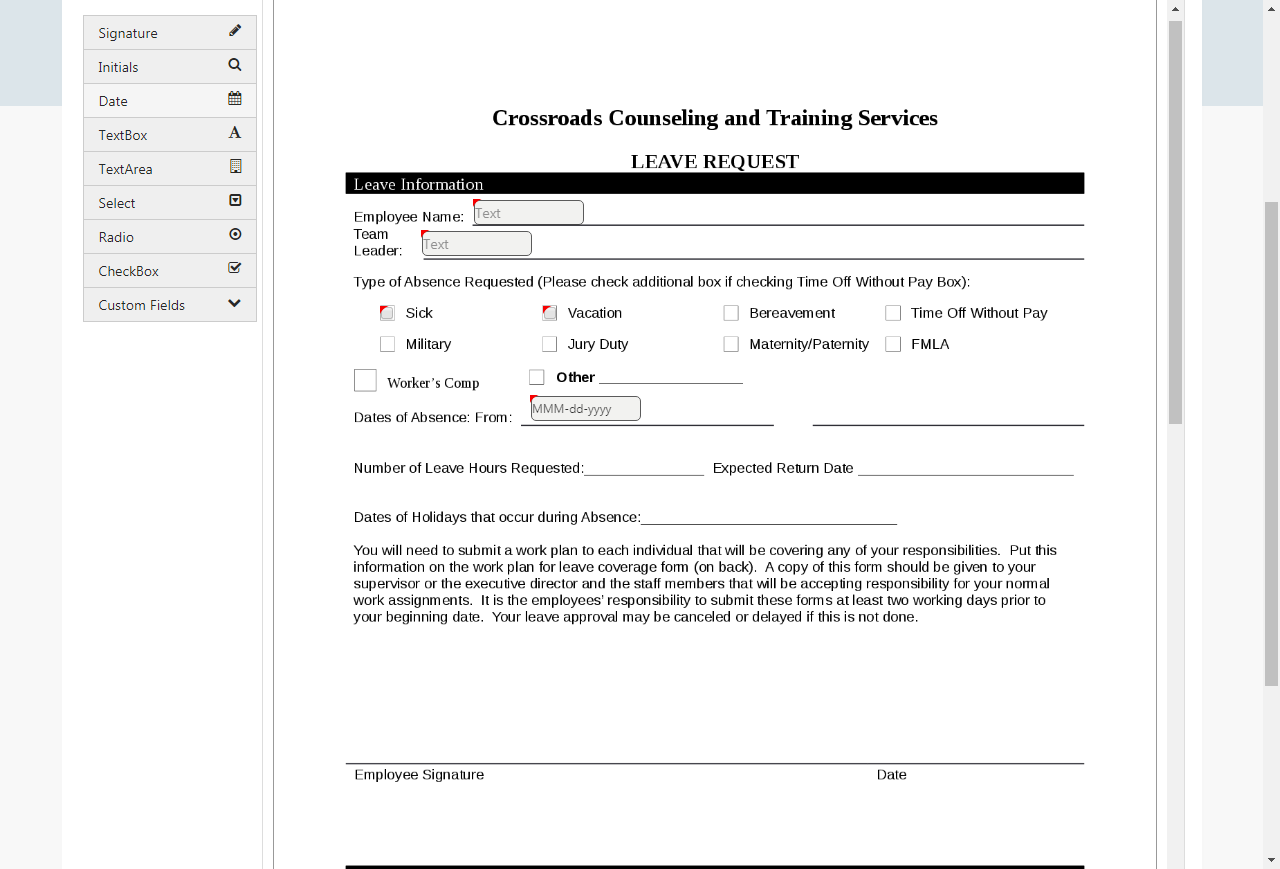 Signature
Initials
Date
TextBox
TextArea
Select
Radio
CheckBox
Custom Fields
Crossroads Counseling and Training Services
LEAVE REQUEST
Leave Information
Employee Name: Text
Team
Leader: Text
Type of Absence Requested (Please check additional box if checking Time Off Without Pay Box):
Sick Vacation Bereavement Time Off Without Pay
Military Jury Duty Maternity/Paternity FMLA
Worker's Comp Other
Dates of Absence: From: MMM-dd-yyyy
Number of Leave Hours Requested: Expected Return Date
Dates of Holidays that occur during Absence:
You will need to submit a work plan to each individual that will be covering any of your responsibilities. Put this
information on the work plan for leave coverage form (on back). A copy of this form should be given to your
supervisor or the executive director and the staff members that will be accepting responsibility for your normal
work assignments. It is the employees' responsibility to submit these forms at least two working days prior to
your beginning date. Your leave approval may be canceled or delayed if this is not done.
Employee Signature Date